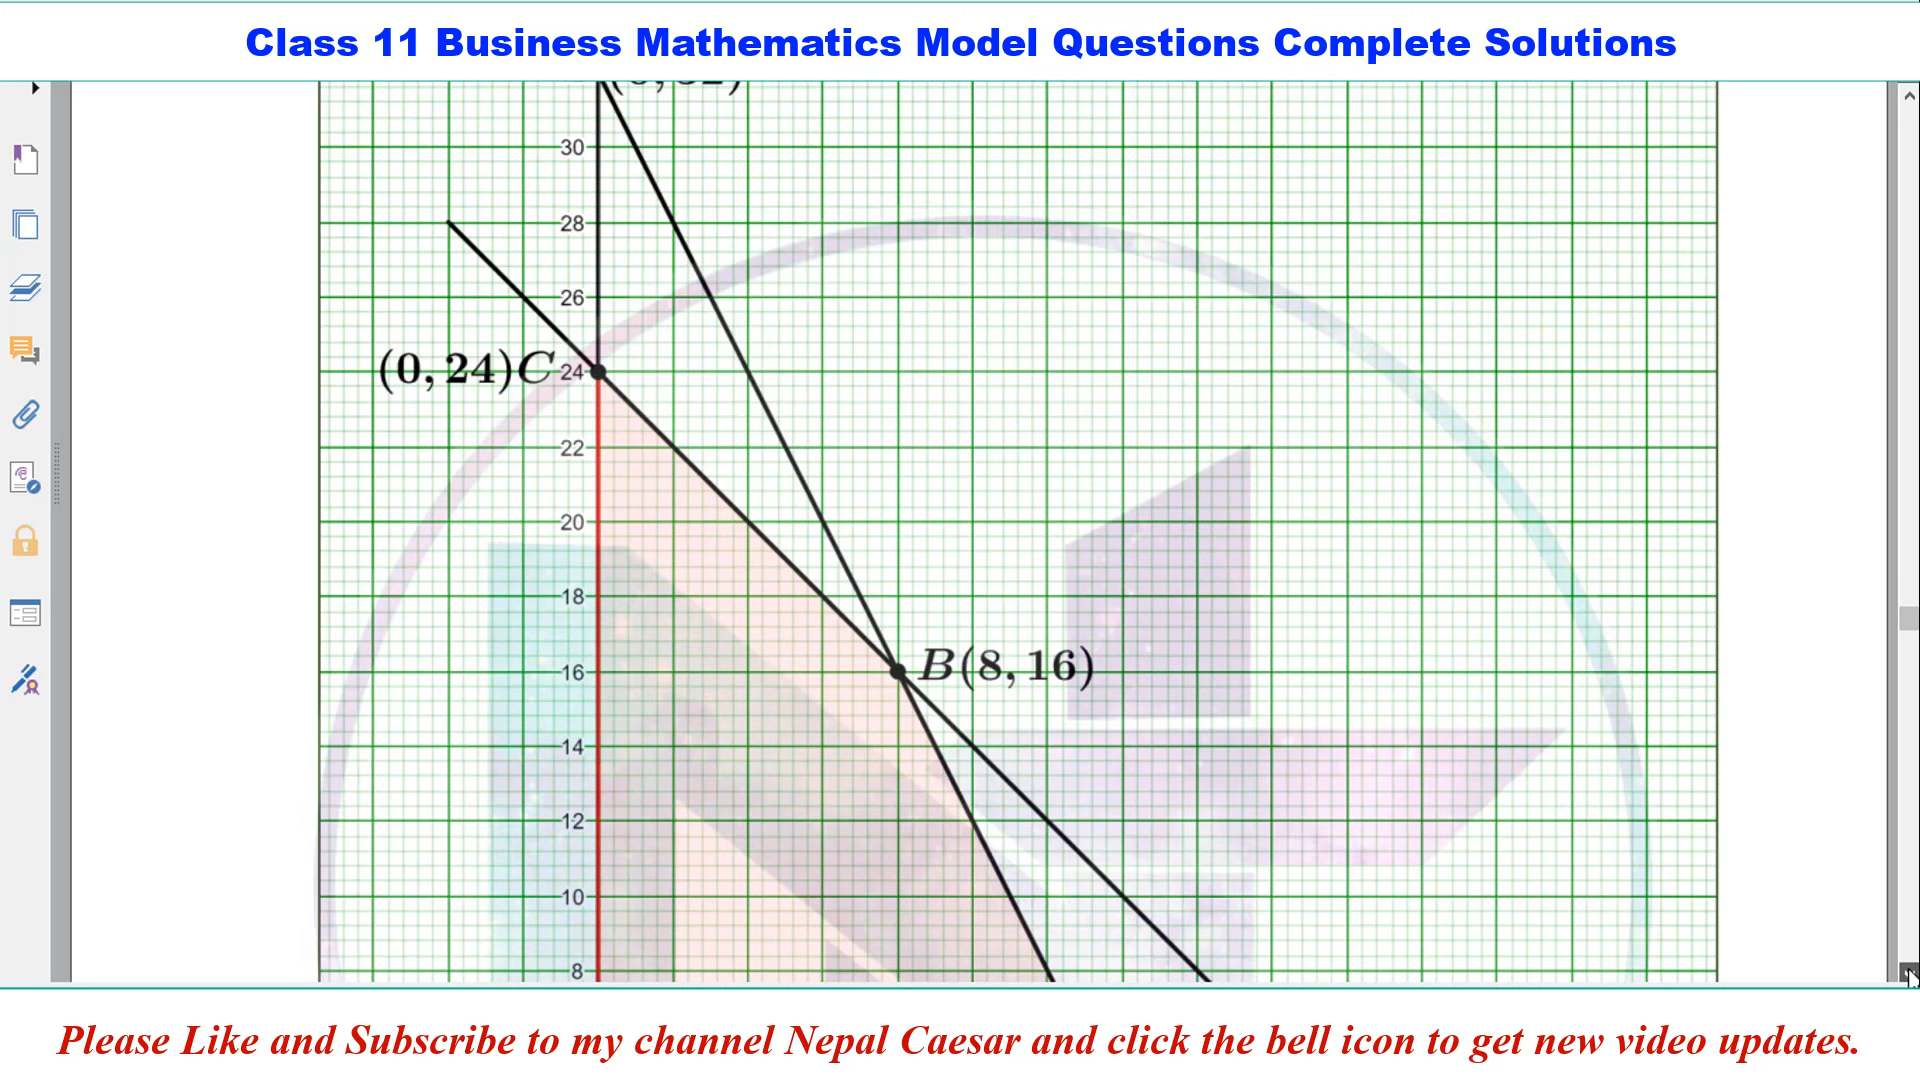 Class 11 Business Mathematics Model Questions Complete Solutions
30
28
26
(0, 24)C 24
22
20
18
16 B(8, 16)
14
12
10
8
Please Like and Subscribe to my channel Nepal Caesar and click the bell icon to get new video updates.